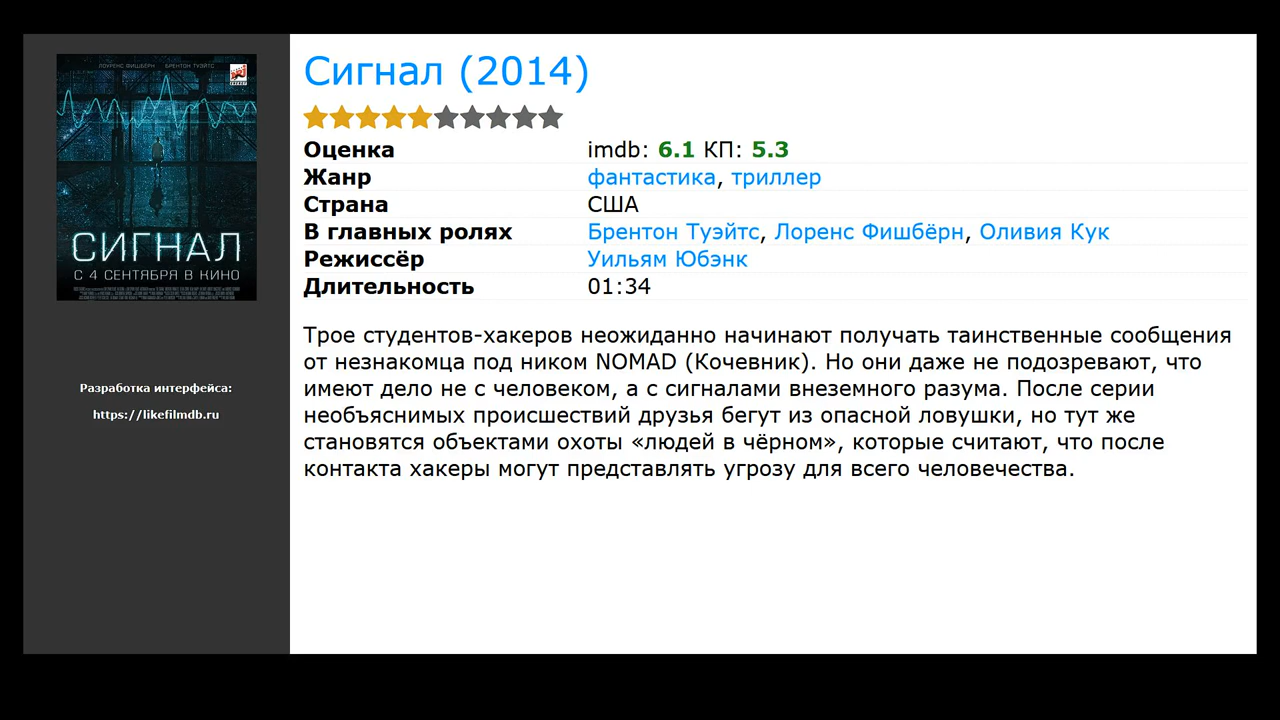 ЛОУРЕНС ФИШБЕРН БРЕНТОН ТУЭЙТС
СИГНАЛ
С 4 СЕНТЯБРЯ В КИНО
Разработка интерфейса:
https://likefilmdb.ru
Сигнал (2014)
Оценка imdb: 6.1 КП: 5.3
Жанр фантастика, триллер
Страна США
В главных ролях Брентон Туэйтс, Лоренс Фишбёрн, Оливия Кук
Режиссёр Уильям Юбэнк
Длительность 01:34
Трое студентов-хакеров неожиданно начинают получать таинственные сообщения
от незнакомца под ником NOMAD (Кочевник). Но они даже не подозревают, что
имеют дело не с человеком, а с сигналами внеземного разума. После серии
необъяснимых происшествий друзья бегут из опасной ловушки, но тут же
становятся объектами охоты «людей в чёрном», которые считают, что после
контакта хакеры могут представлять угрозу для всего человечества.